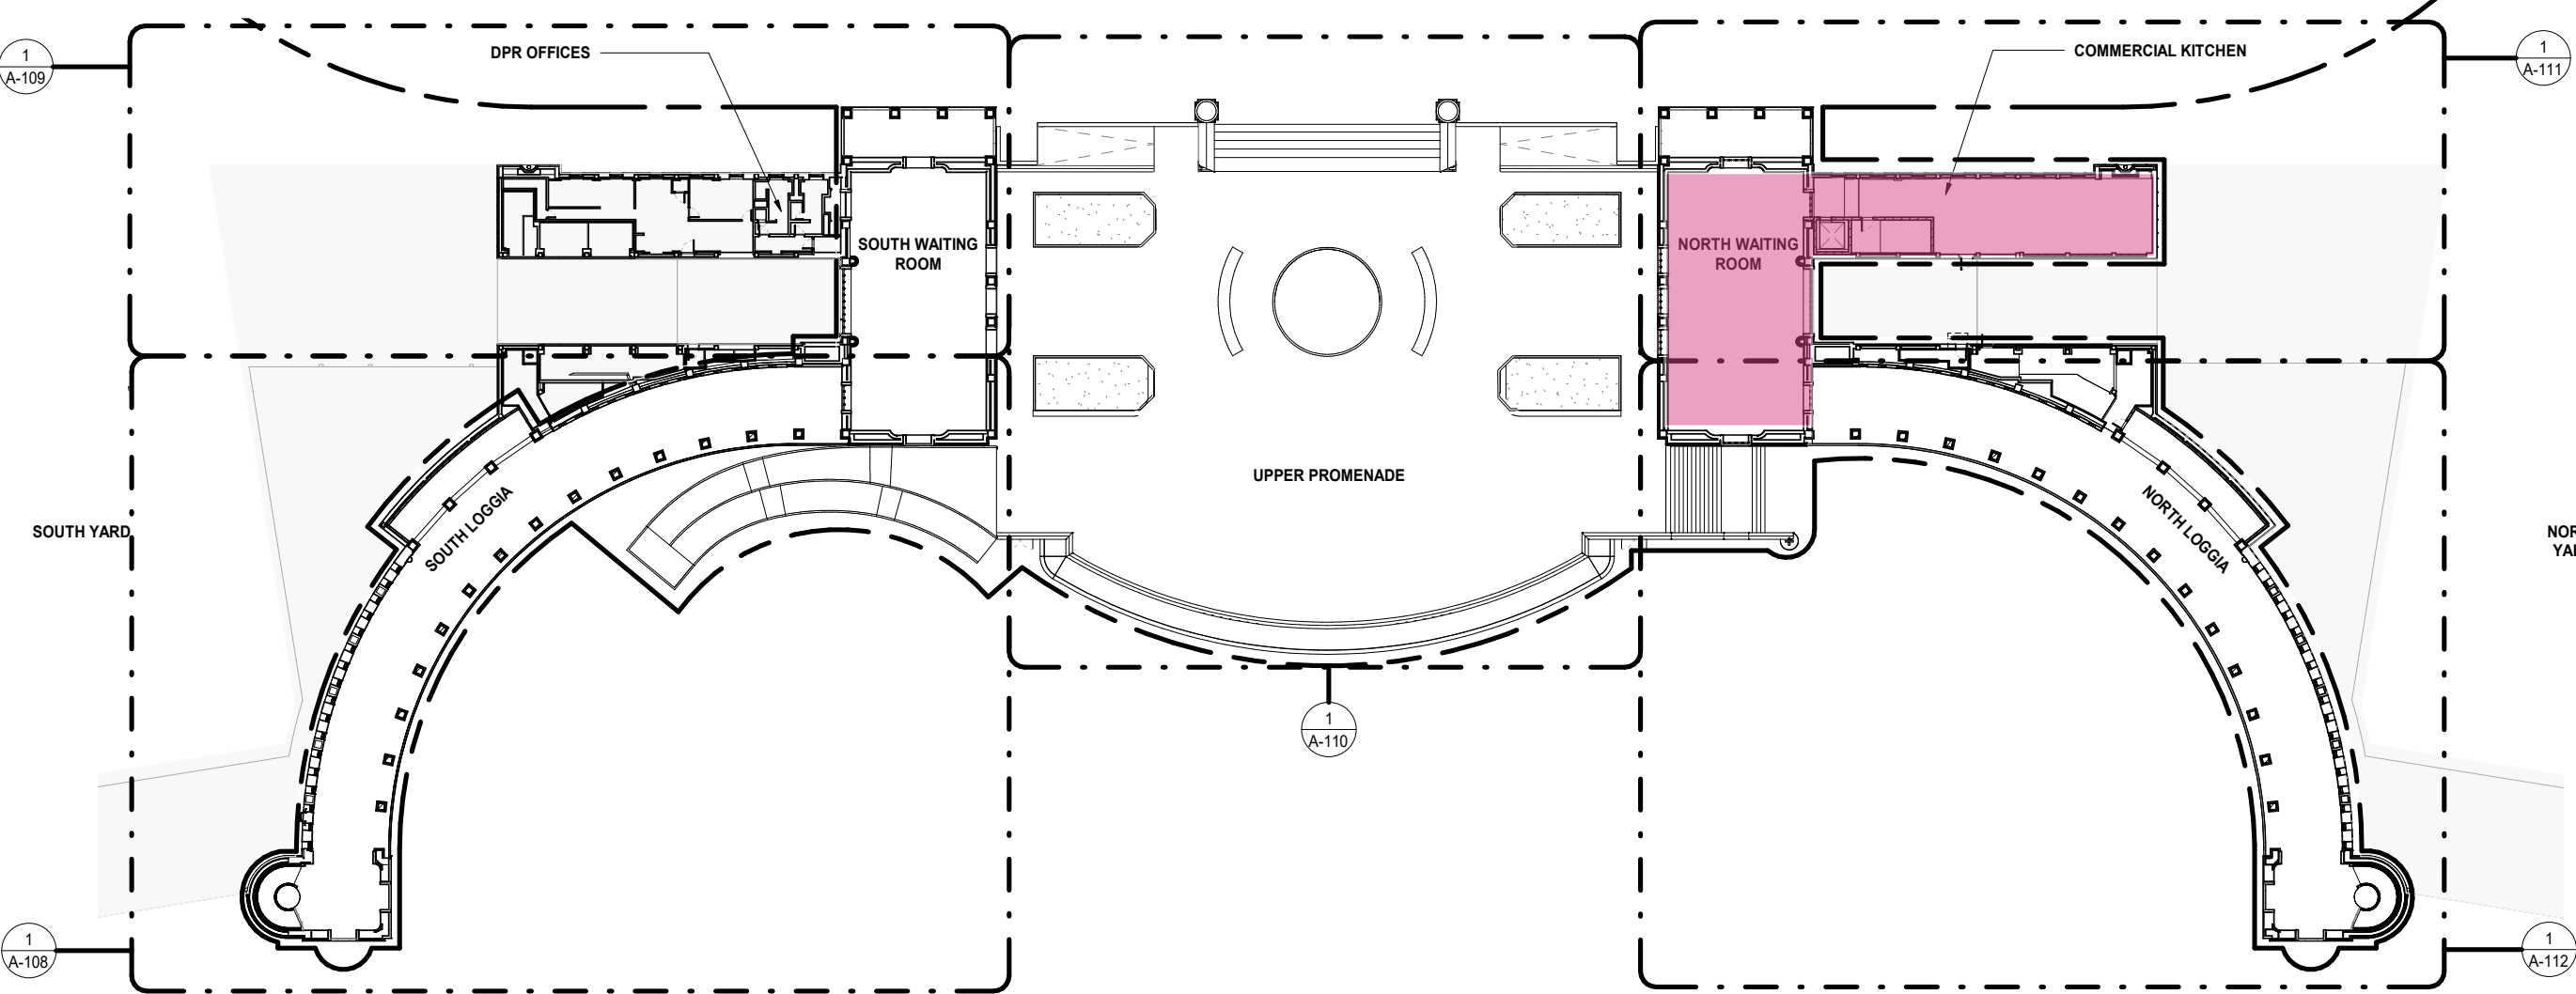 1
A-109
DPR OFFICES
COMMERCIAL KITCHEN
1
A-111
SOUTH WAITING
ROOM
NORTH WAITING
ROOM
UPPER PROMENADE
SOUTH YARD
SOUTH LOGGIA
NORTH LOGGIA
1
A-110
1
A-108
1
A-112